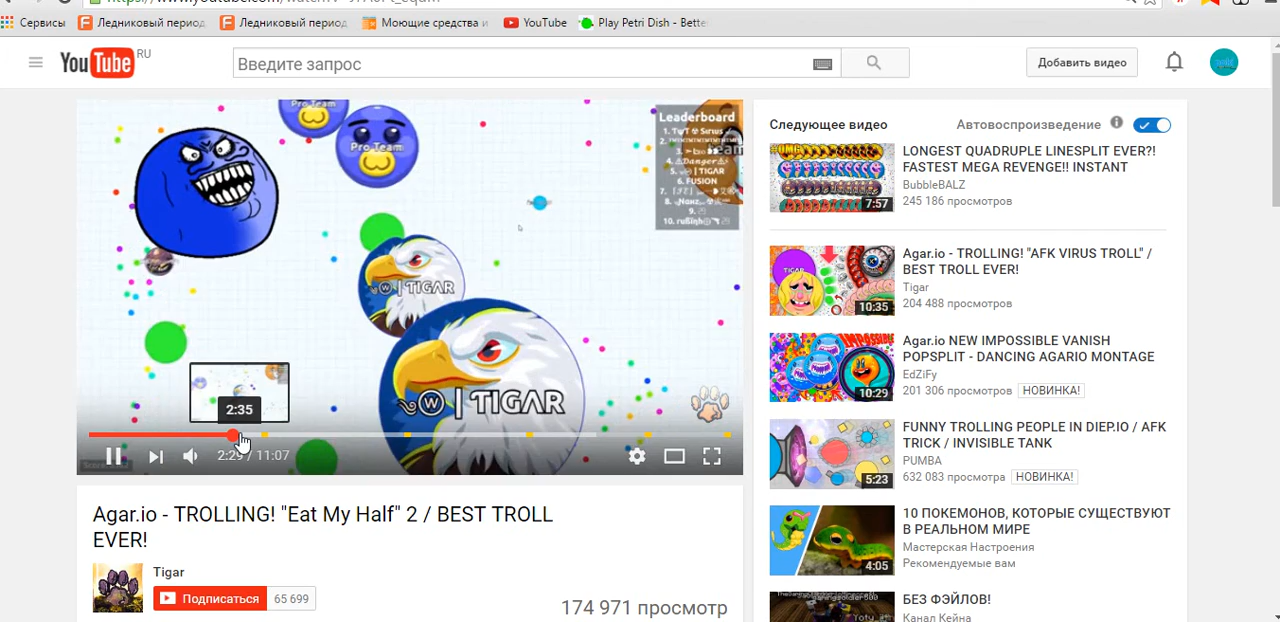 Сервисы
Ледниковый период
Ледниковый период
Моющие средства и
YouTube
Play Petri Dish - Bette
YouTube RU
Введите запрос
Добавить видео
Pro Team
Pro Team
TIGAR
TIGAR
Leaderboard
5. TIGAR
6. FUSION
2:35
2:29 / 11:07
Agar.io - TROLLING! "Eat My Half" 2 / BEST TROLL
EVER!
Tigar
Подписаться
65 699
174 971 просмотр
Следующее видео
Автовоспроизведение
LONGEST QUADRUPLE LINESPLIT EVER?!
FASTEST MEGA REVENGE!! INSTANT
BubbleBALZ
245 186 просмотров
7:57
Agar.io - TROLLING! "AFK VIRUS TROLL" /
BEST TROLL EVER!
Tigar
204 488 просмотров
10:35
Agar.io NEW IMPOSSIBLE VANISH
POPSPLIT - DANCING AGARIO MONTAGE
EdZiFy
201 306 просмотров НОВИНКА!
10:29
FUNNY TROLLING PEOPLE IN DIEP.IO / AFK
TRICK / INVISIBLE TANK
PUMBA
632 083 просмотра НОВИНКА!
5:23
10 ПОКЕМОНОВ, КОТОРЫЕ СУЩЕСТВУЮТ
В РЕАЛЬНОМ МИРЕ
Мастерская Настроения
Рекомендуемые вам
4:05
БЕЗ ФЭЙЛОВ!
Канал Кейна